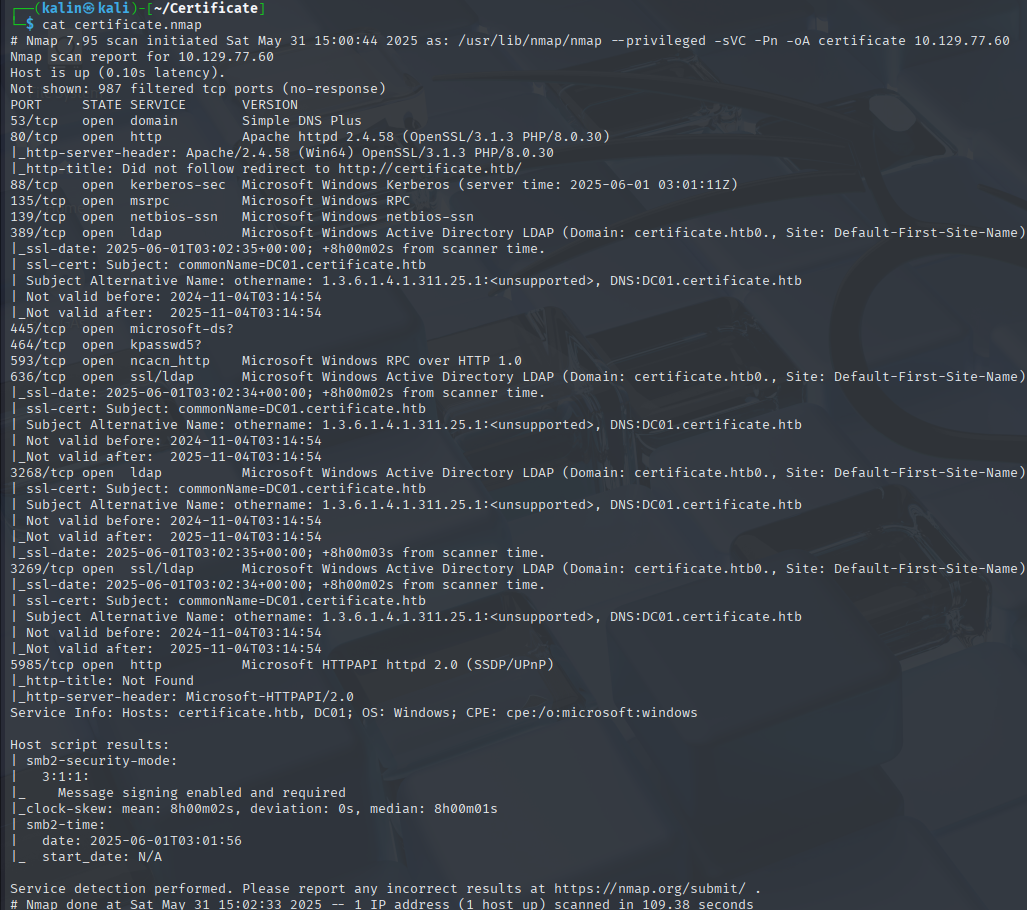 ┌──(kalin㉿kali)-[~/Certificate]
└─$ cat certificate.nmap
# Nmap 7.95 scan initiated Sat May 31 15:00:44 2025 as: /usr/lib/nmap/nmap --privileged -sVC -Pn -oA certificate 10.129.77.60
Nmap scan report for 10.129.77.60
Host is up (0.10s latency).
Not shown: 987 filtered tcp ports (no-response)
PORT     STATE SERVICE       VERSION
53/tcp   open  domain        Simple DNS Plus
80/tcp   open  http          Apache httpd 2.4.58 (OpenSSL/3.1.3 PHP/8.0.30)
|_http-server-header: Apache/2.4.58 (Win64) OpenSSL/3.1.3 PHP/8.0.30
|_http-title: Did not follow redirect to http://certificate.htb/
88/tcp   open  kerberos-sec  Microsoft Windows Kerberos (server time: 2025-06-01 03:01:11Z)
135/tcp  open  msrpc         Microsoft Windows RPC
139/tcp  open  netbios-ssn   Microsoft Windows netbios-ssn
389/tcp  open  ldap          Microsoft Windows Active Directory LDAP (Domain: certificate.htb0., Site: Default-First-Site-Name)
|_ssl-date: 2025-06-01T03:02:35+00:00; +8h00m02s from scanner time.
| ssl-cert: Subject: commonName=DC01.certificate.htb
| Subject Alternative Name: othername: 1.3.6.1.4.1.311.25.1:<unsupported>, DNS:DC01.certificate.htb
| Not valid before: 2024-11-04T03:14:54
|_Not valid after:  2025-11-04T03:14:54
445/tcp  open  microsoft-ds?
464/tcp  open  kpasswd5?
593/tcp  open  ncacn_http    Microsoft Windows RPC over HTTP 1.0
636/tcp  open  ssl/ldap      Microsoft Windows Active Directory LDAP (Domain: certificate.htb0., Site: Default-First-Site-Name)
|_ssl-date: 2025-06-01T03:02:34+00:00; +8h00m02s from scanner time.
| ssl-cert: Subject: commonName=DC01.certificate.htb
| Subject Alternative Name: othername: 1.3.6.1.4.1.311.25.1:<unsupported>, DNS:DC01.certificate.htb
| Not valid before: 2024-11-04T03:14:54
|_Not valid after:  2025-11-04T03:14:54
3268/tcp open  ldap          Microsoft Windows Active Directory LDAP (Domain: certificate.htb0., Site: Default-First-Site-Name)
| ssl-cert: Subject: commonName=DC01.certificate.htb
| Subject Alternative Name: othername: 1.3.6.1.4.1.311.25.1:<unsupported>, DNS:DC01.certificate.htb
| Not valid before: 2024-11-04T03:14:54
|_Not valid after:  2025-11-04T03:14:54
|_ssl-date: 2025-06-01T03:02:35+00:00; +8h00m03s from scanner time.
3269/tcp open  ssl/ldap      Microsoft Windows Active Directory LDAP (Domain: certificate.htb0., Site: Default-First-Site-Name)
|_ssl-date: 2025-06-01T03:02:34+00:00; +8h00m02s from scanner time.
| ssl-cert: Subject: commonName=DC01.certificate.htb
| Subject Alternative Name: othername: 1.3.6.1.4.1.311.25.1:<unsupported>, DNS:DC01.certificate.htb
| Not valid before: 2024-11-04T03:14:54
|_Not valid after:  2025-11-04T03:14:54
5985/tcp open  http          Microsoft HTTPAPI httpd 2.0 (SSDP/UPnP)
|_http-title: Not Found
|_http-server-header: Microsoft-HTTPAPI/2.0
Service Info: Hosts: certificate.htb, DC01; OS: Windows; CPE: cpe:/o:microsoft:windows

Host script results:
| smb2-security-mode:
|   3:1:1:
|_    Message signing enabled and required
|_clock-skew: mean: 8h00m02s, deviation: 0s, median: 8h00m01s
| smb2-time:
|   date: 2025-06-01T03:01:56
|_  start_date: N/A

Service detection performed. Please report any incorrect results at https://nmap.org/submit/ .
# Nmap done at Sat May 31 15:02:33 2025 -- 1 IP address (1 host up) scanned in 109.38 seconds